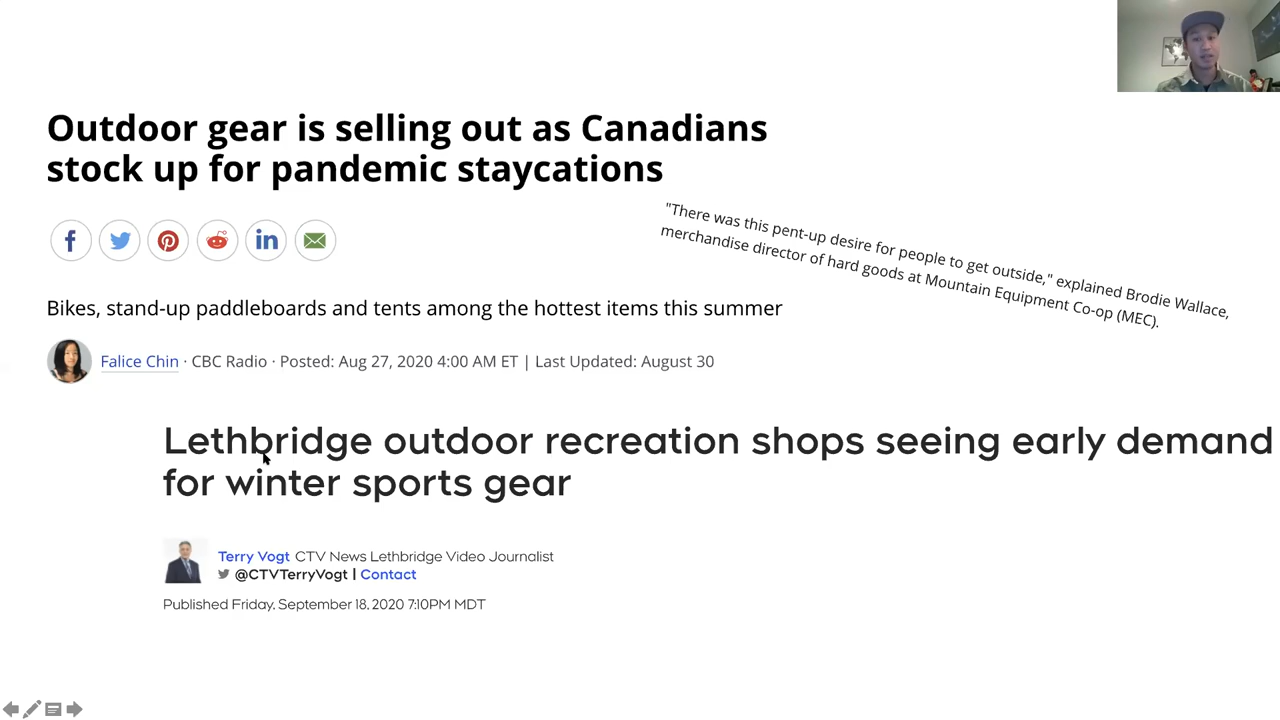 Outdoor gear is selling out as Canadians
stock up for pandemic staycations
"There was this pent-up desire for people to get outside," explained Brodie Wallace,
merchandise director of hard goods at Mountain Equipment Co-op (MEC).
Bikes, stand-up paddleboards and tents among the hottest items this summer
Falice Chin · CBC Radio · Posted: Aug 27, 2020 4:00 AM ET | Last Updated: August 30
Lethbridge outdoor recreation shops seeing early demand
for winter sports gear
Terry Vogt CTV News Lethbridge Video Journalist
@CTVTerryVogt | Contact
Published Friday, September 18, 2020 7:10PM MDT